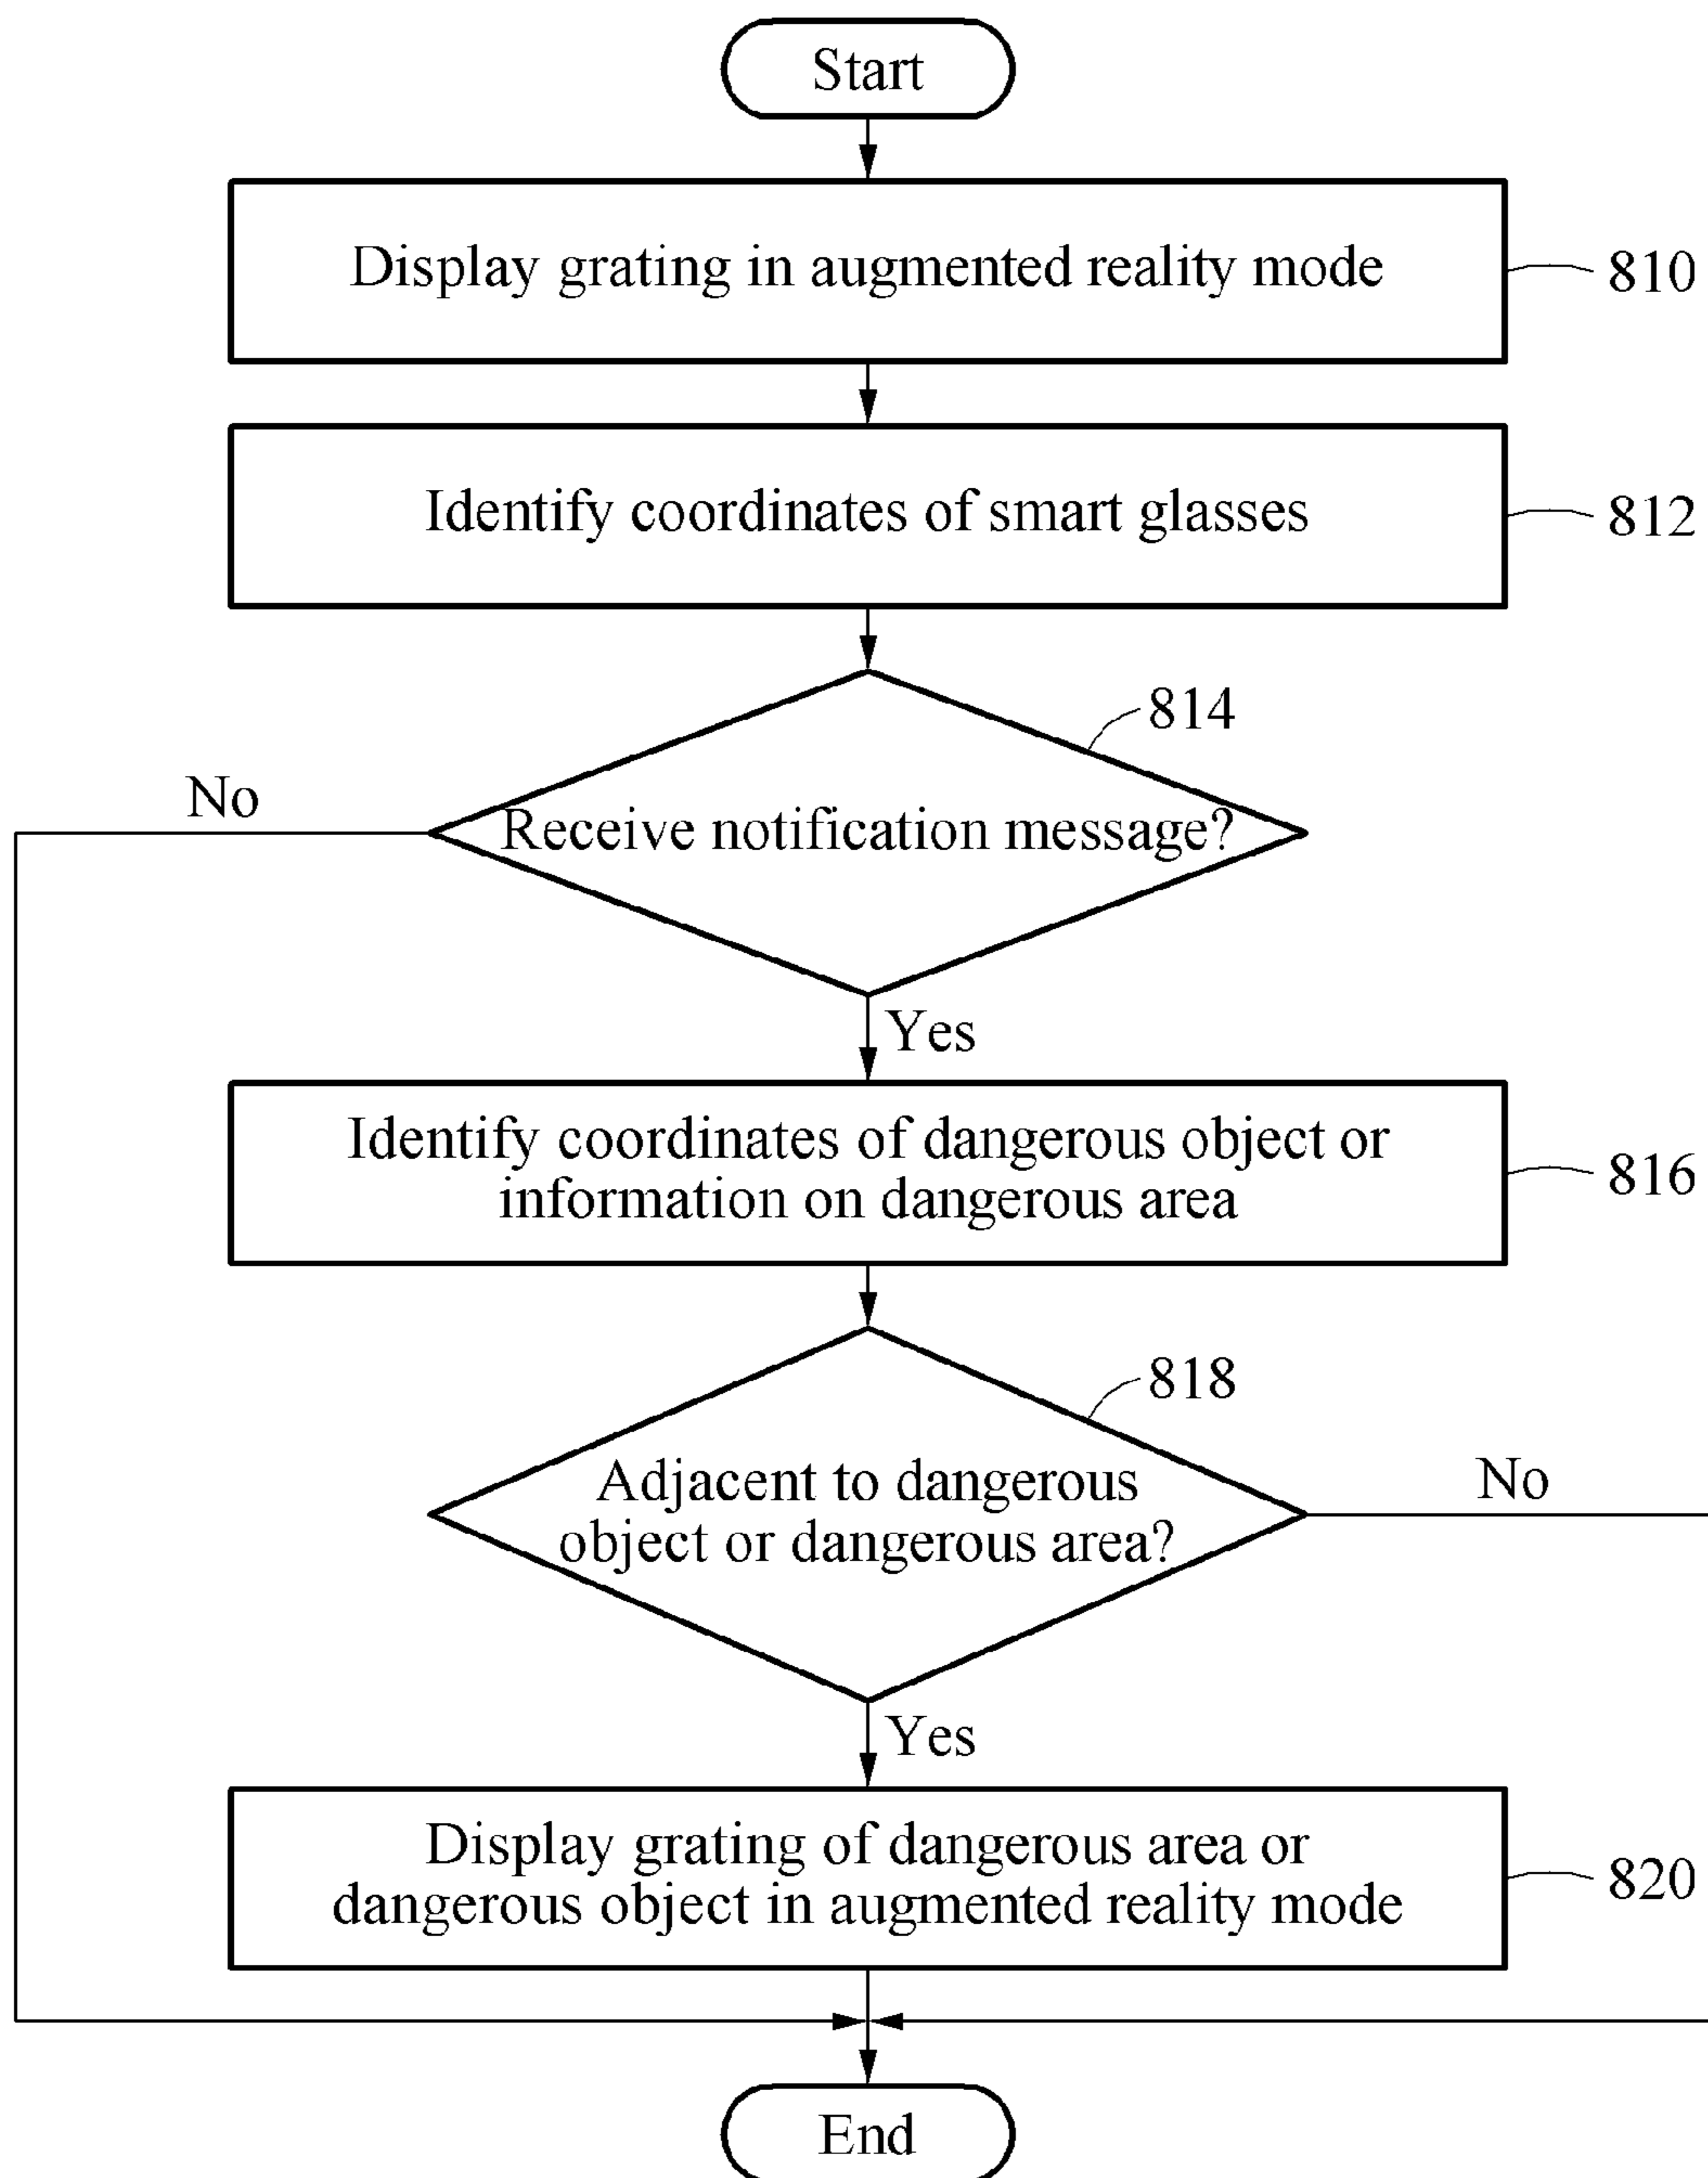 Start
Display grating in augmented reality mode
810
Identify coordinates of smart glasses
812
814
No
Receive notification message?
Yes
Identify coordinates of dangerous object or
information on dangerous area
816
818
Adjacent to dangerous
object or dangerous area?
No
Yes
Display grating of dangerous area or
dangerous object in augmented reality mode
820
End